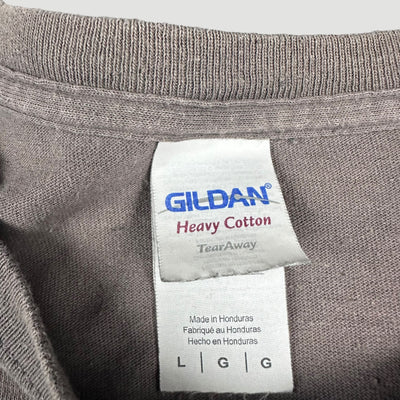 GILDAN®
Heavy Cotton
TearAway
Made in Honduras
Fabriqué au Honduras
Hecho en Honduras
L | G | G